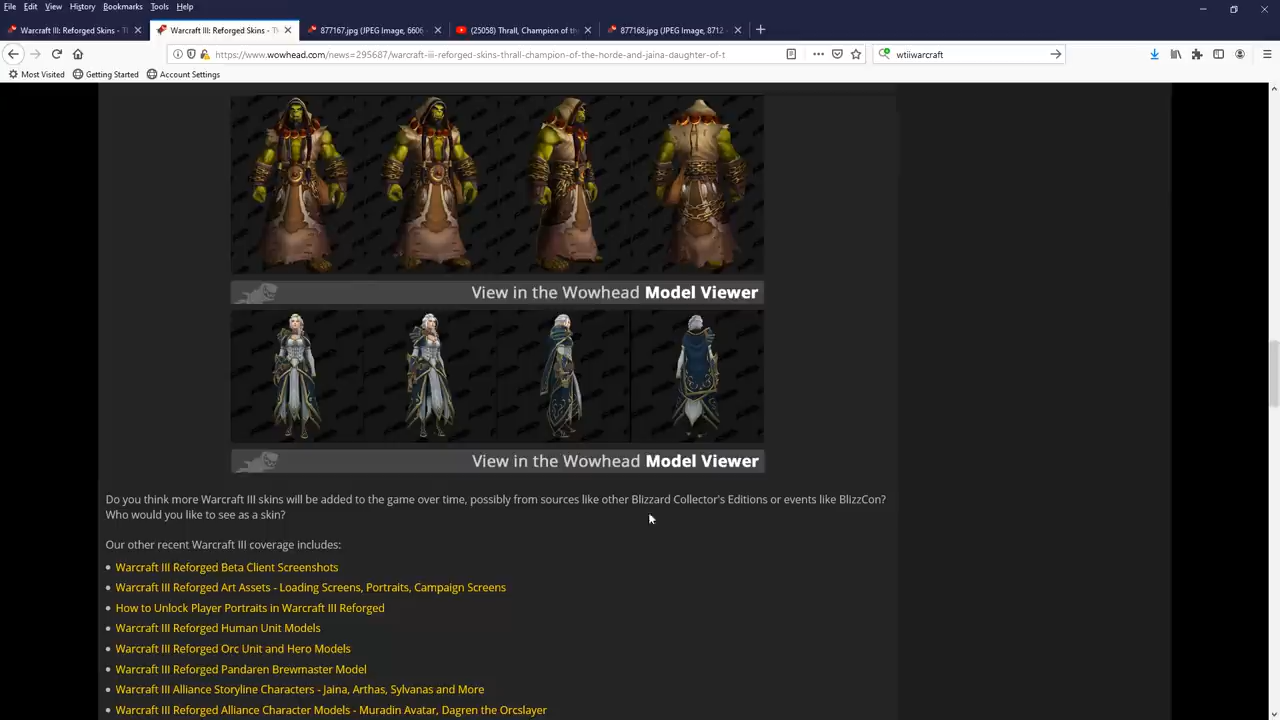 File Edit View History Bookmarks Tools Help
Warcraft III: Reforged Skins - T Warcraft III: Reforged Skins - T 877167.jpg (JPEG Image, 6606 (25058) Thrall, Champion of the 877168.jpg (JPEG Image, 8712
https://www.wowhead.com/news=295687/warcraft-iii-reforged-skins-thrall-champion-of-the-horde-and-jaina-daughter-of-t wtiiwarcraft
Most Visited Getting Started Account Settings
View in the Wowhead Model Viewer
View in the Wowhead Model Viewer
Do you think more Warcraft III skins will be added to the game over time, possibly from sources like other Blizzard Collector's Editions or events like BlizzCon?
Who would you like to see as a skin?
Our other recent Warcraft III coverage includes:
Warcraft III Reforged Beta Client Screenshots
Warcraft III Reforged Art Assets - Loading Screens, Portraits, Campaign Screens
How to Unlock Player Portraits in Warcraft III Reforged
Warcraft III Reforged Human Unit Models
Warcraft III Reforged Orc Unit and Hero Models
Warcraft III Reforged Pandaren Brewmaster Model
Warcraft III Alliance Storyline Characters - Jaina, Arthas, Sylvanas and More
Warcraft III Reforged Alliance Character Models - Muradin Avatar, Dagren the Orcslayer